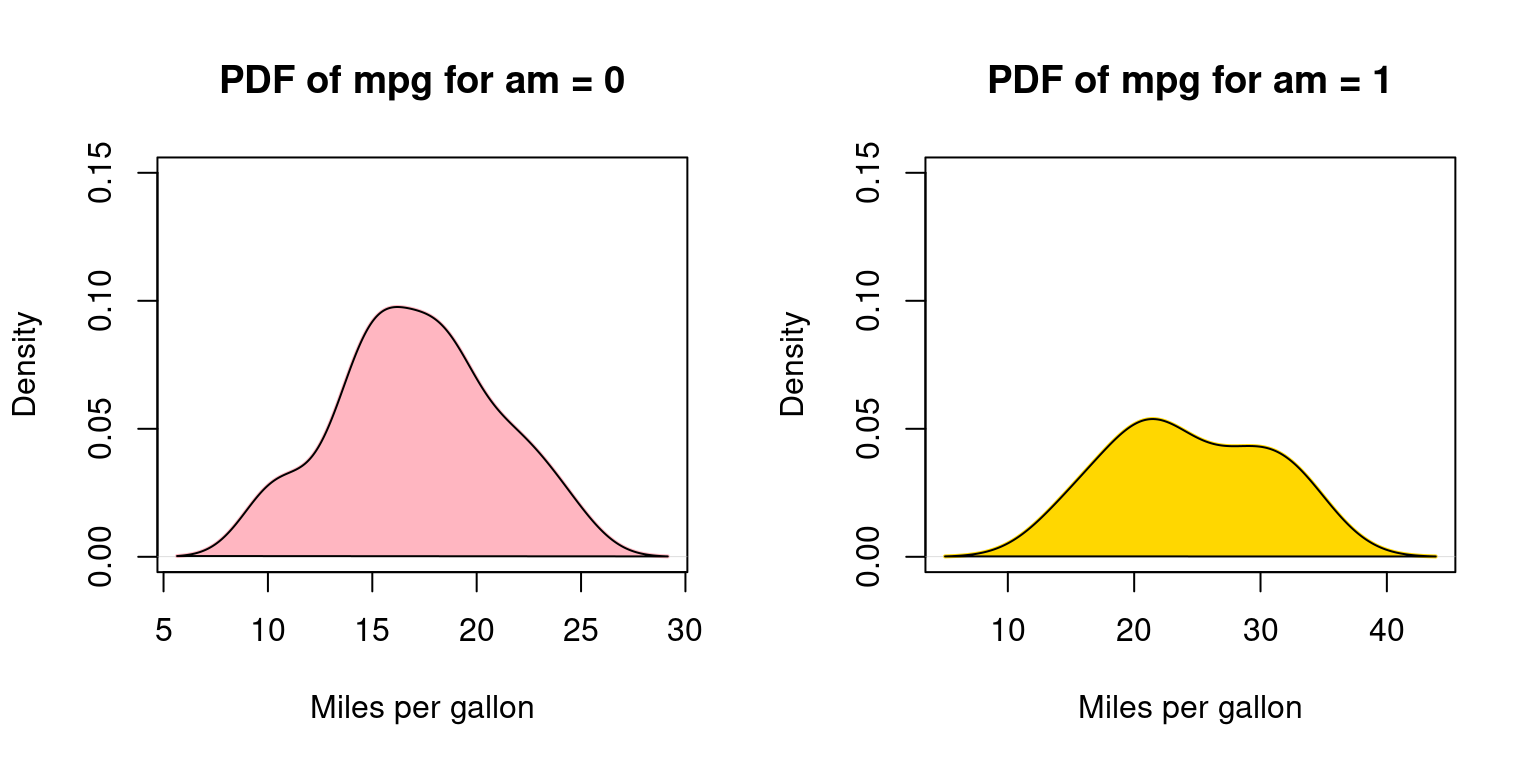 PDF of mpg for am = 0
Density
0.15
0.10
0.05
0.00
5 10 15 20 25 30
Miles per gallon
PDF of mpg for am = 1
Density
0.15
0.10
0.05
0.00
10 20 30 40
Miles per gallon